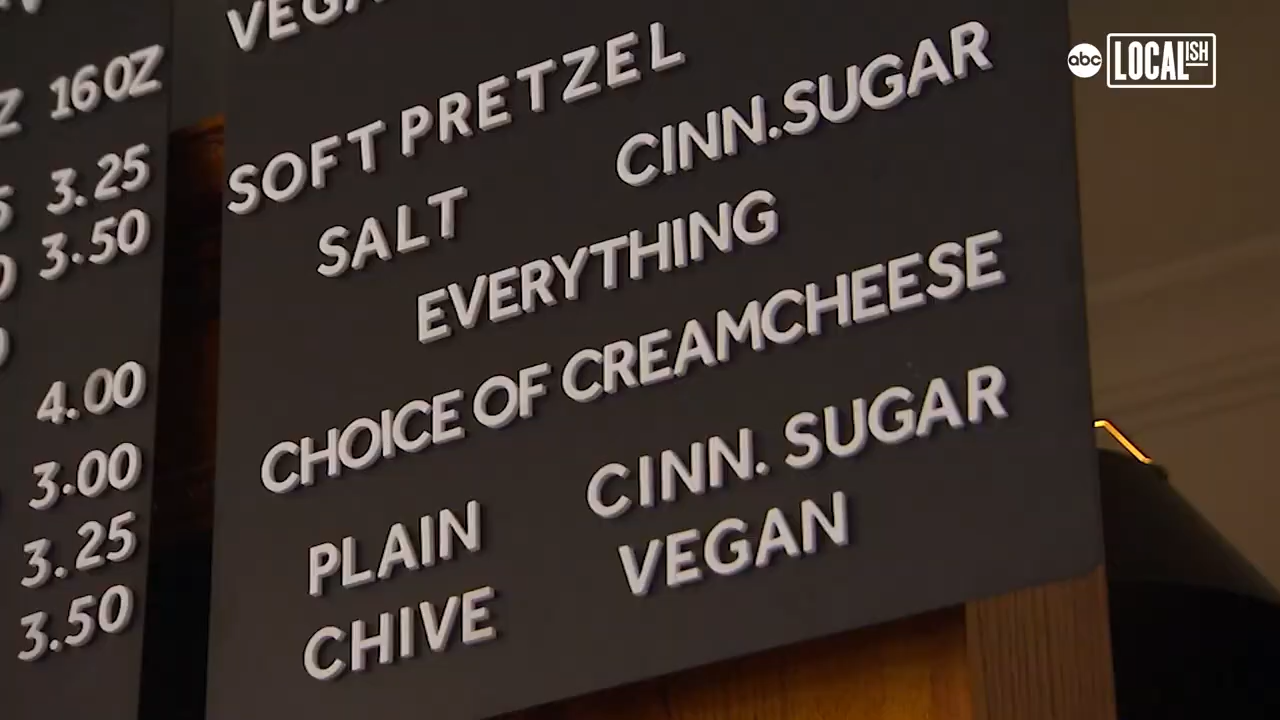 VEGA
16OZ
3.25
3.50
4.00
3.00
3.25
3.50
SOFT PRETZEL
SALT CINN.SUGAR
EVERYTHING
CHOICE OF CREAMCHEESE
PLAIN CINN. SUGAR
CHIVE VEGAN
abc LOCALISH